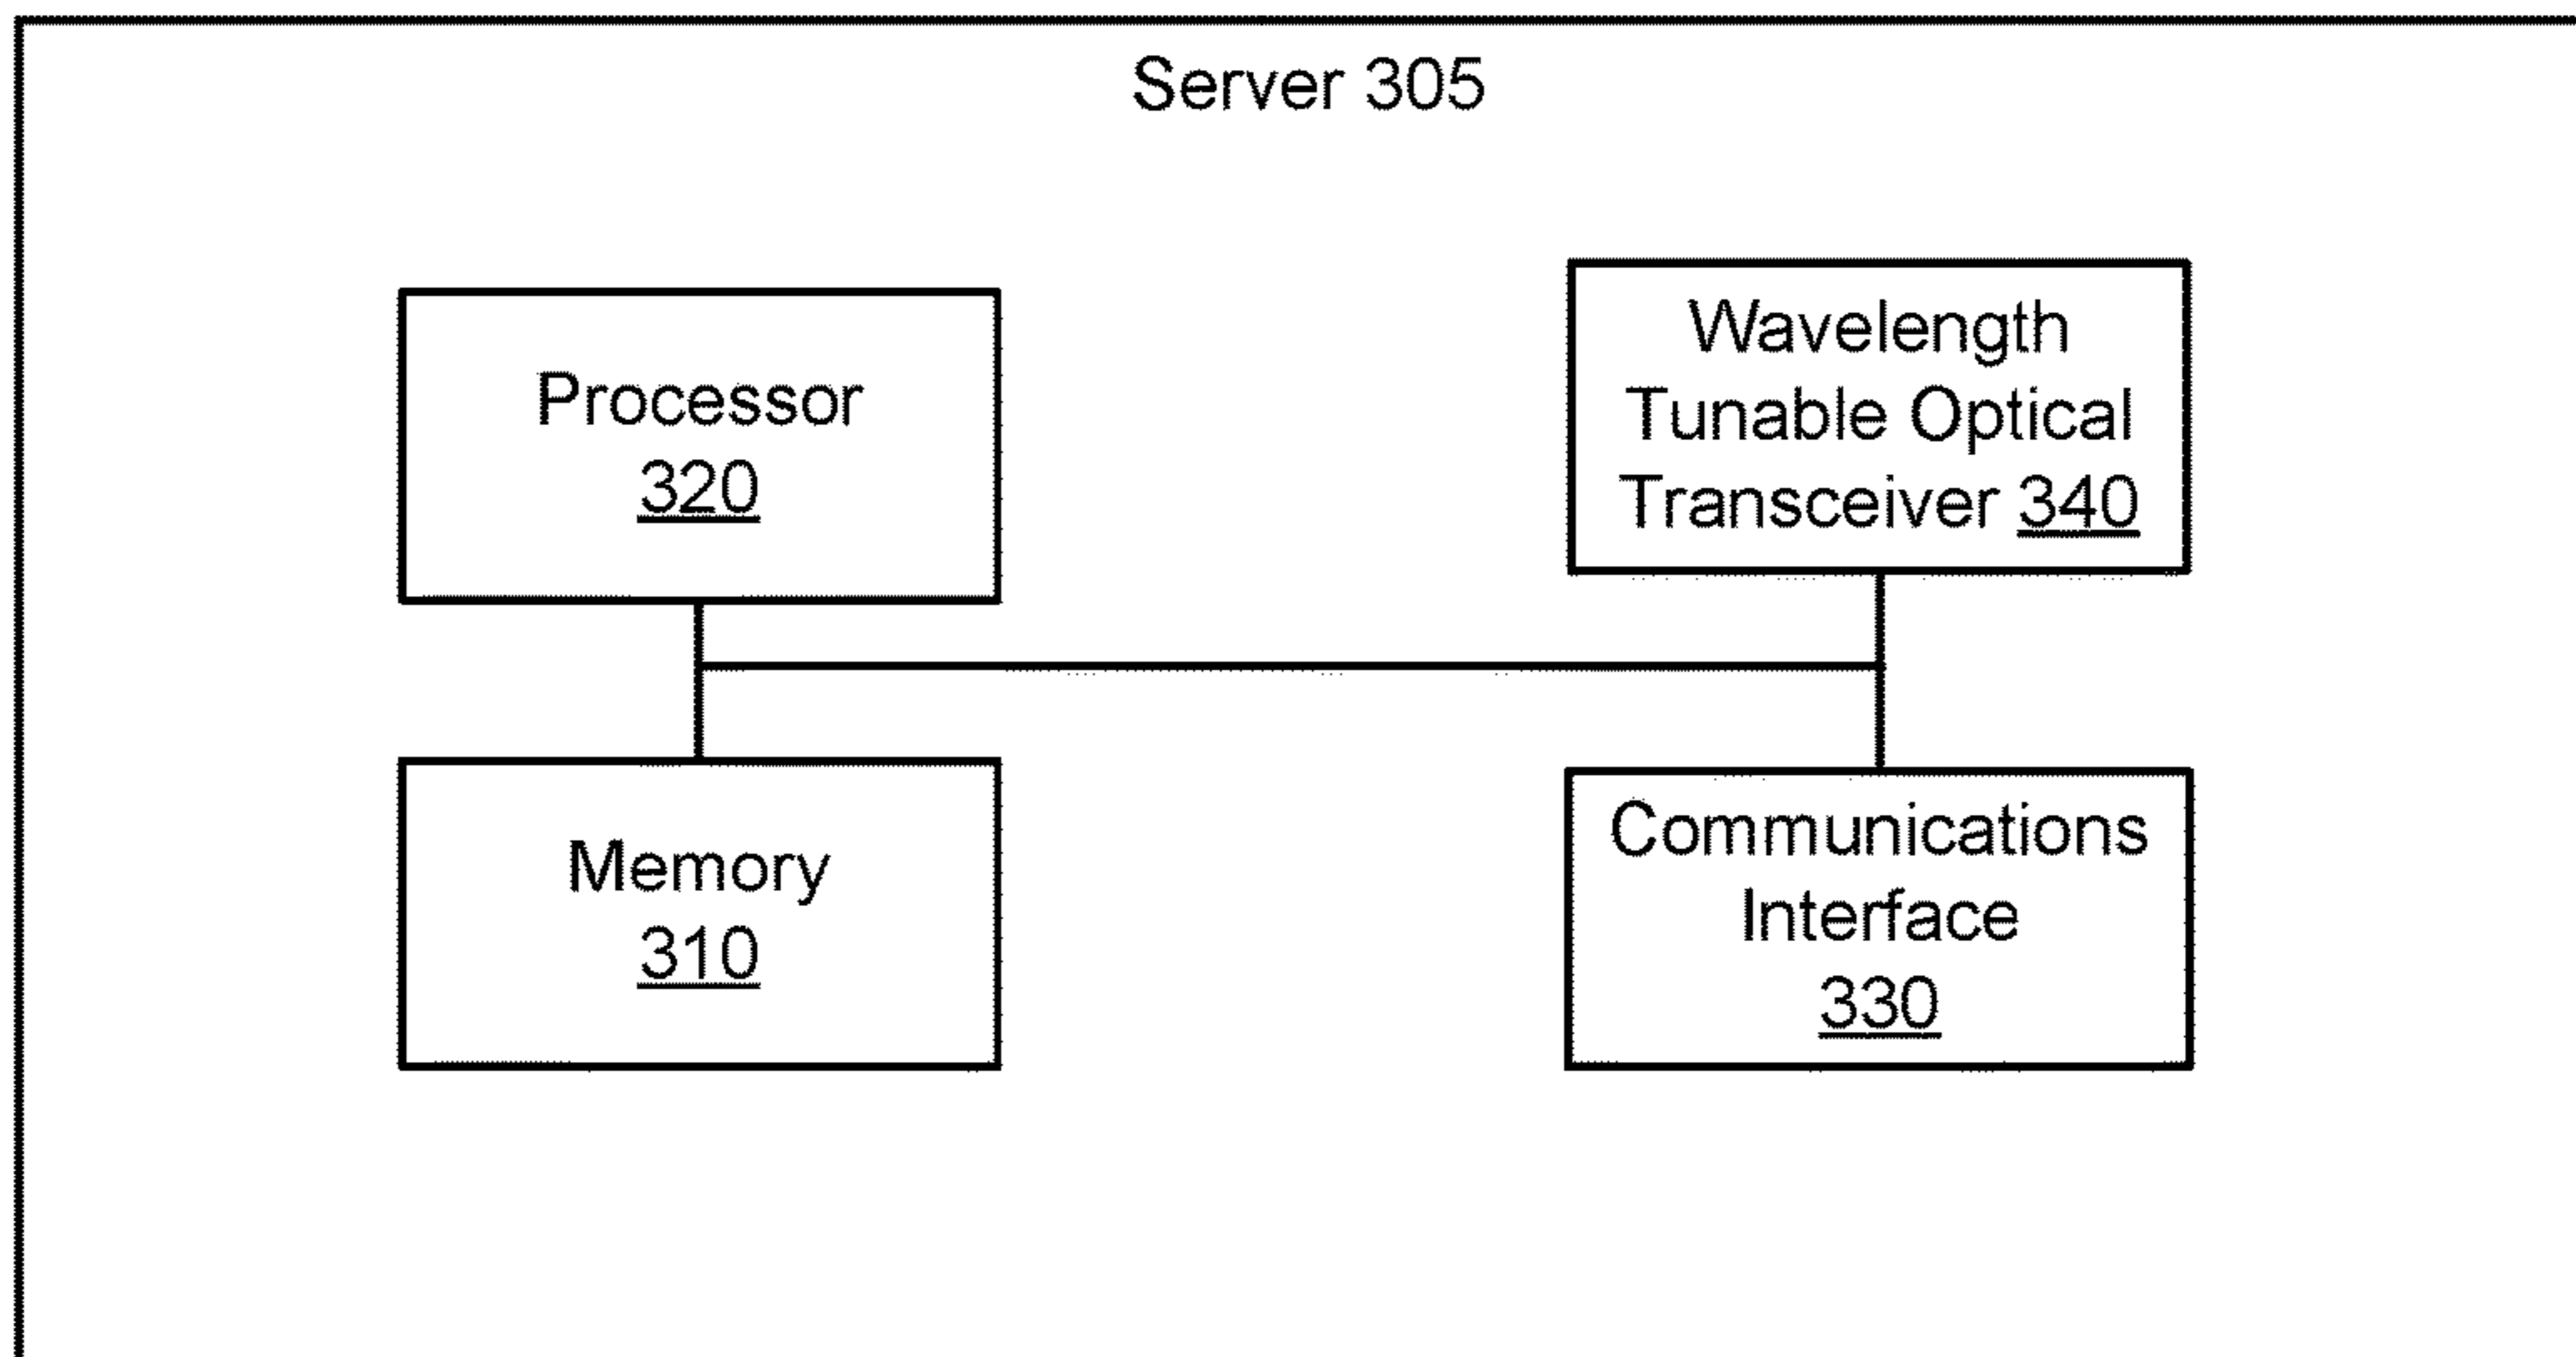 Server 305
Processor
320
Wavelength
Tunable Optical
Transceiver 340
Memory
310
Communications
Interface
330